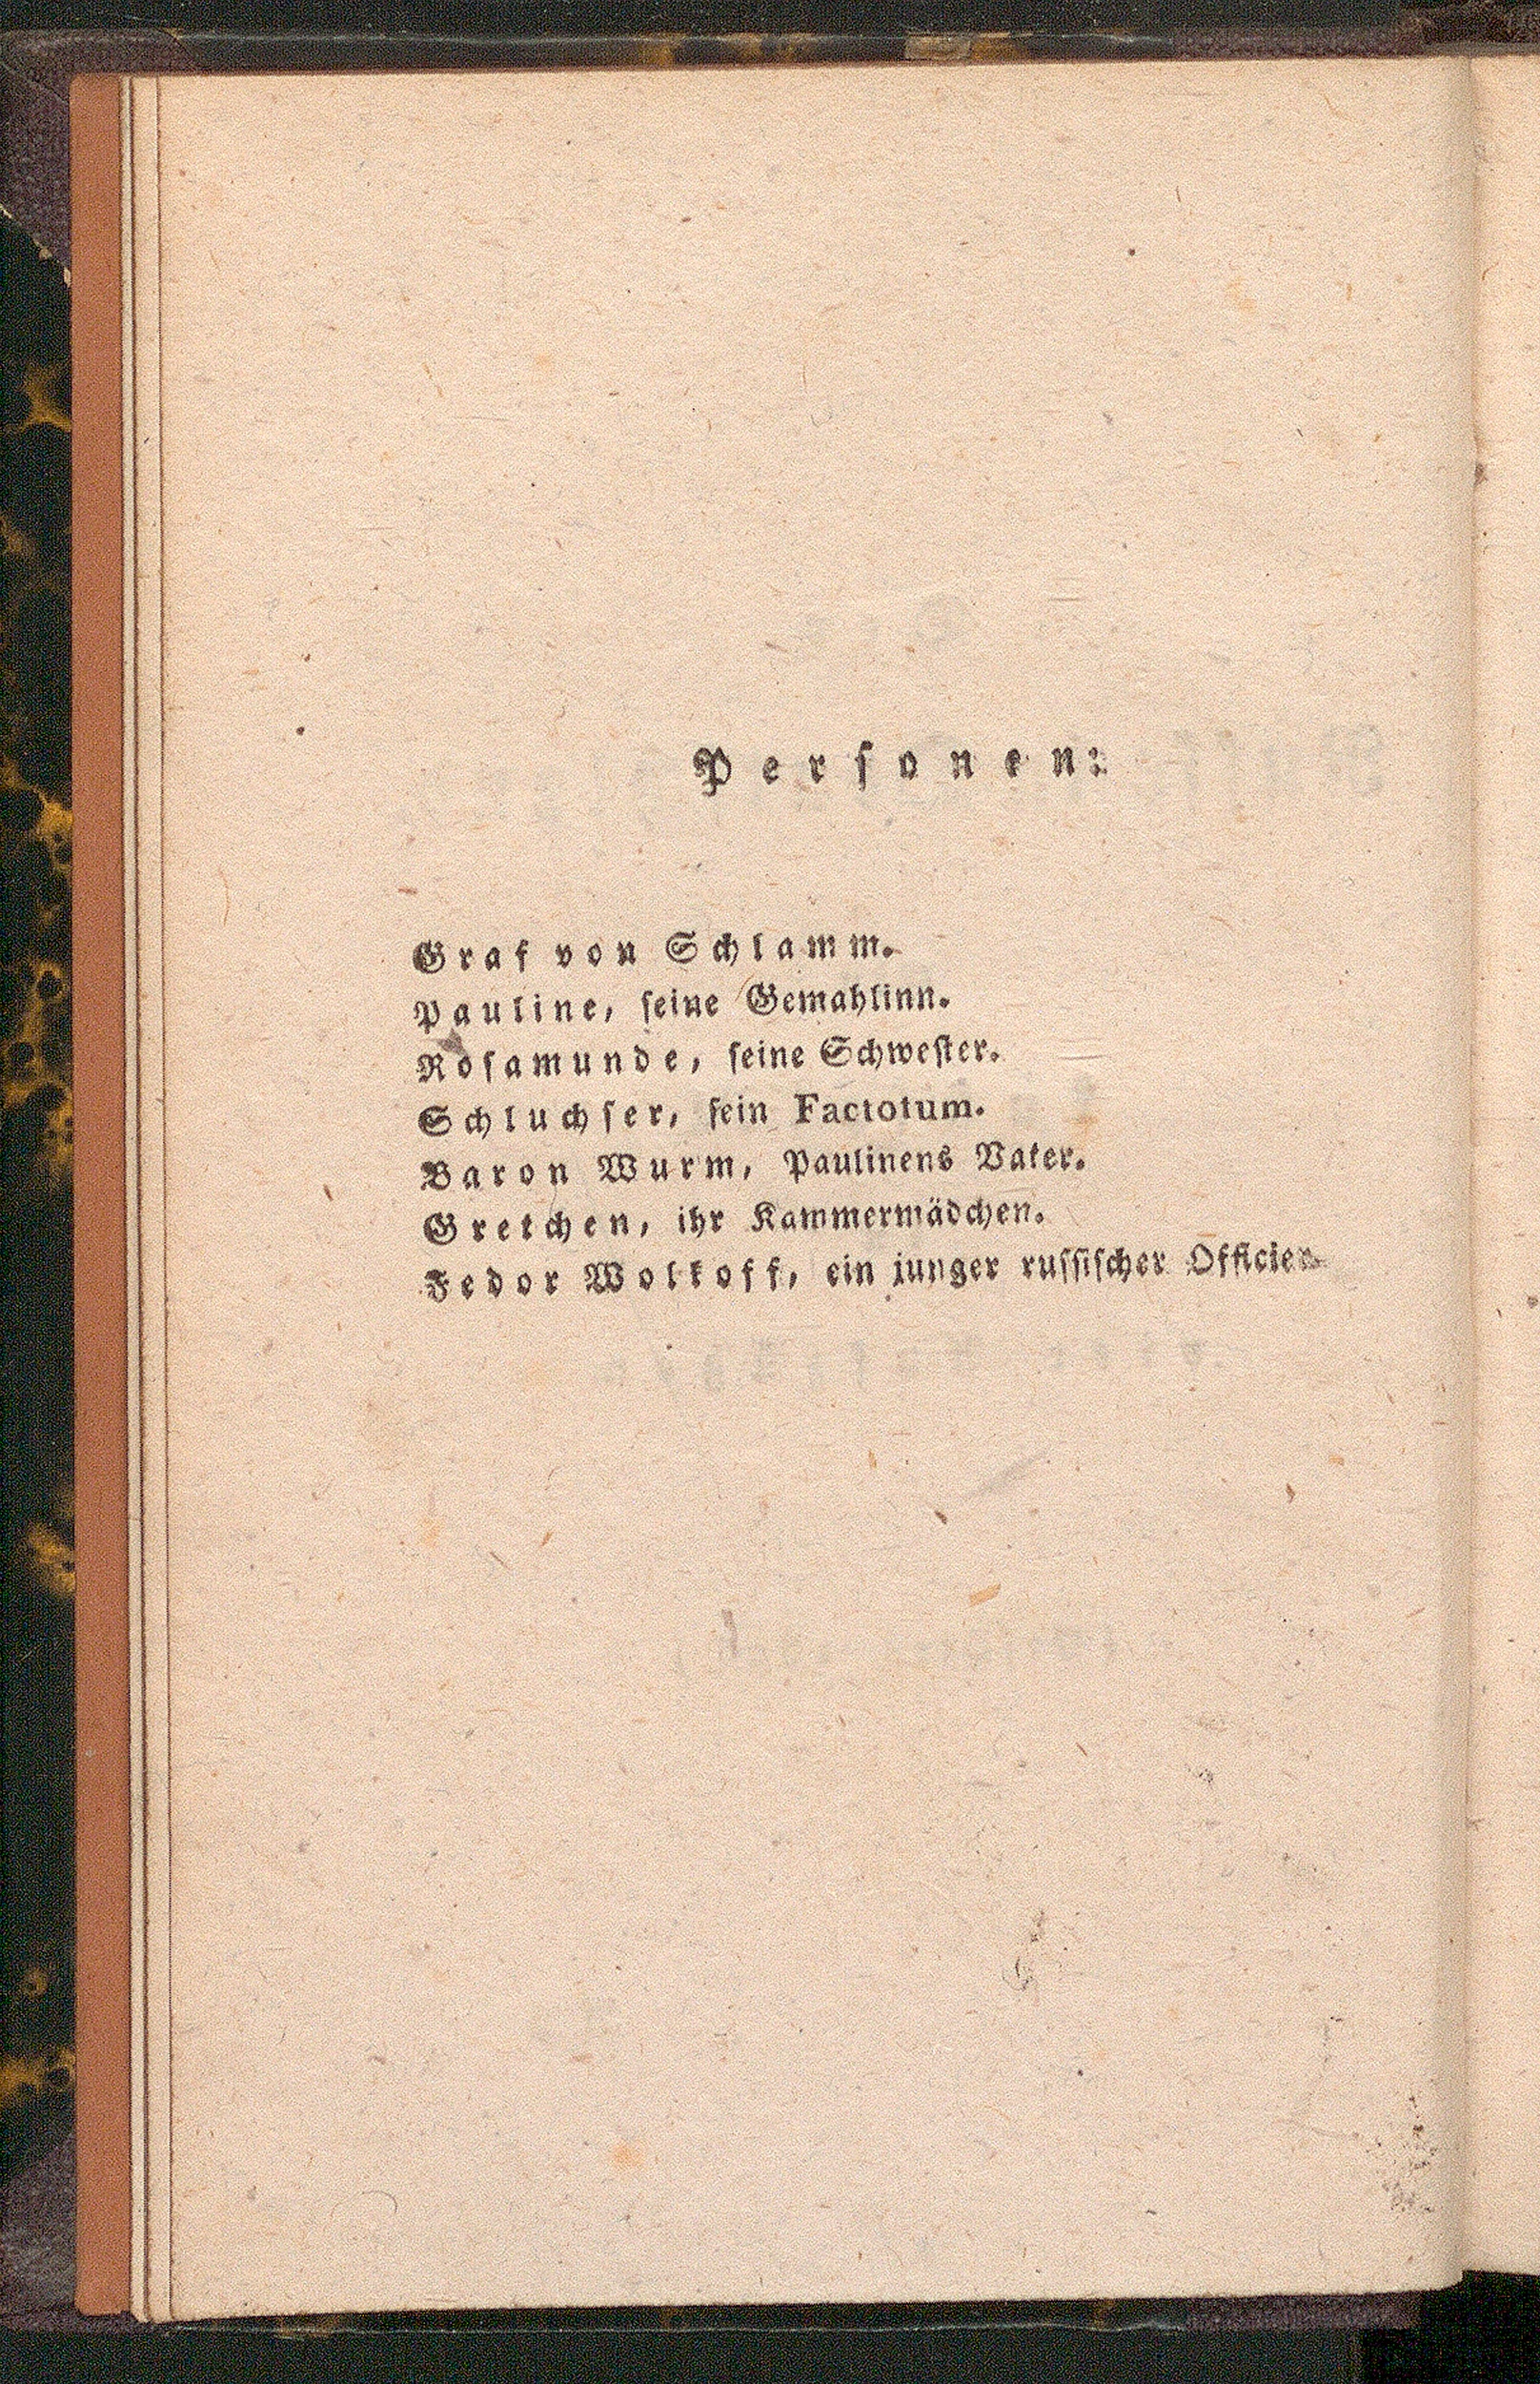 Personen:
Graf von Schlamm.
Pauline, seine Gemahlinn.
Rosamunde, seine Schwester.
Schluchser, sein Factotum.
Baron Wurm, Paulinens Vater.
Gretchen, ihr Kammermädchen.
Fedor Wolkoff, ein junger russischer Officier.